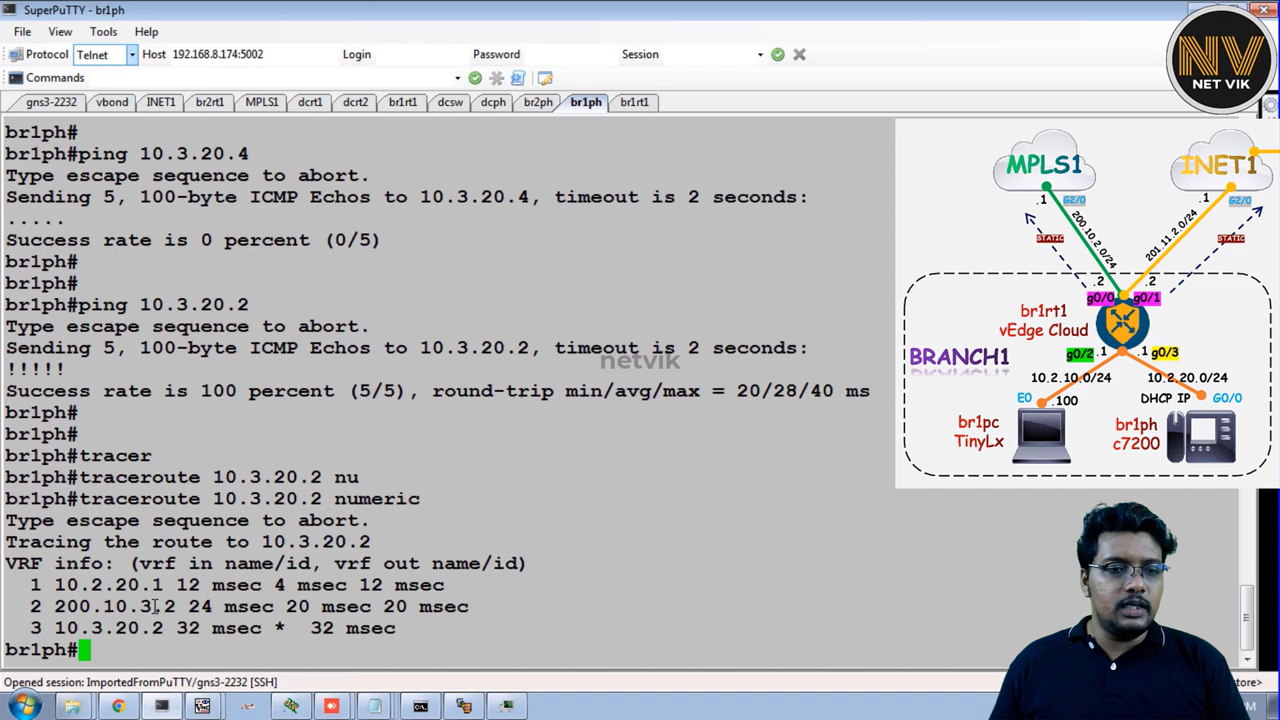 SuperPuTTY - br1ph
File View Tools Help
Protocol Telnet Host 192.168.8.174:5002 Login Password Session
Commands
gns3-2232 vbond INET1 br2rt1 MPLS1 dcrt1 dcrt2 br1rt1 dcsw dcph br2ph br1ph br1rt1
br1ph#
br1ph#ping 10.3.20.4
Type escape sequence to abort.
Sending 5, 100-byte ICMP Echos to 10.3.20.4, timeout is 2 seconds:
.....
Success rate is 0 percent (0/5)
br1ph#
br1ph#
br1ph#ping 10.3.20.2
Type escape sequence to abort.
Sending 5, 100-byte ICMP Echos to 10.3.20.2, timeout is 2 seconds:
!!!!!
Success rate is 100 percent (5/5), round-trip min/avg/max = 20/28/40 ms
br1ph#
br1ph#
br1ph#tracer
br1ph#traceroute 10.3.20.2 nu
br1ph#traceroute 10.3.20.2 numeric
Type escape sequence to abort.
Tracing the route to 10.3.20.2
VRF info: (vrf in name/id, vrf out name/id)
1 10.2.20.1 12 msec 4 msec 12 msec
2 200.10.3.2 24 msec 20 msec 20 msec
3 10.3.20.2 32 msec * 32 msec
br1ph#
Opened session: ImportedFromPuTTY/gns3-2232 [SSH]
netvik
NV
NET VIK
MPLS1 INET1
.1 G2/0 .1 G2/0
200.10.2.0/24
201.11.2.0/24
STATIC STATIC
.2 .2
g0/0 g0/1
br1rt1
vEdge Cloud
BRANCH1
g0/2 .1 .1 g0/3
10.2.10.0/24 10.2.20.0/24
E0 .100 DHCP IP G0/0
br1pc
TinyLx
br1ph
c7200